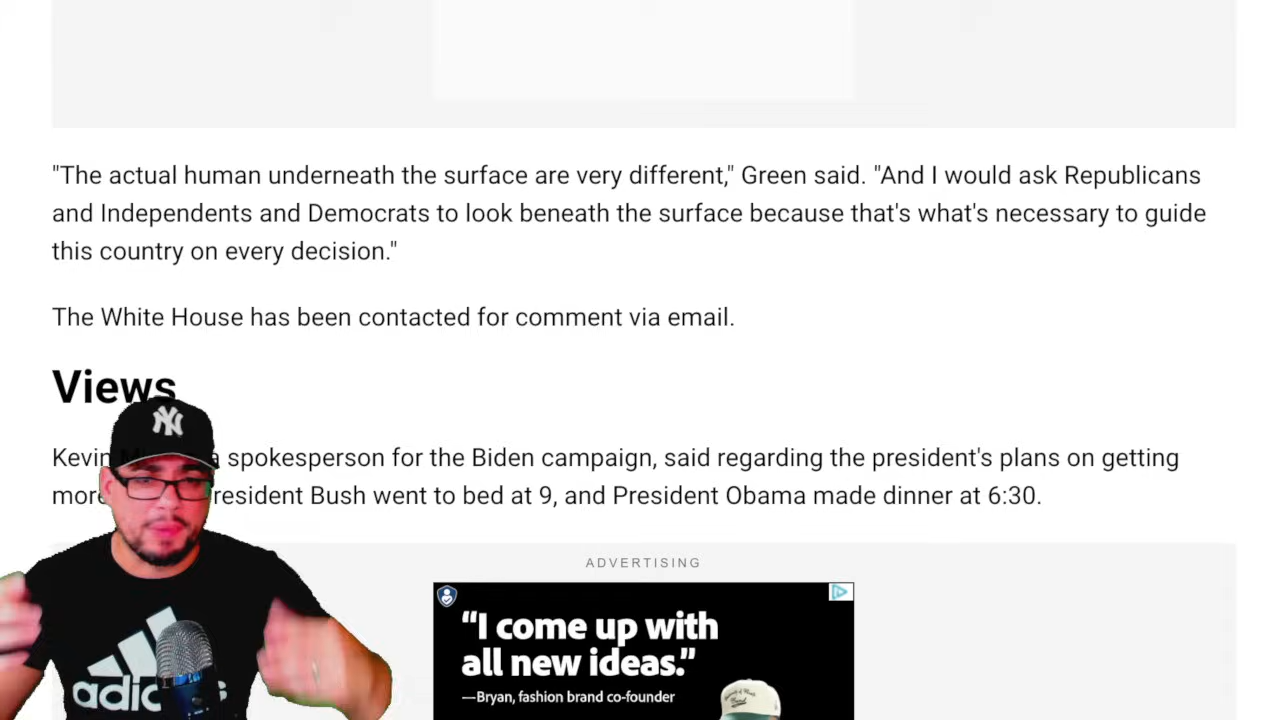 "The actual human underneath the surface are very different," Green said. "And I would ask Republicans
and Independents and Democrats to look beneath the surface because that's what's necessary to guide
this country on every decision."
The White House has been contacted for comment via email.
Views
Kevin a spokesperson for the Biden campaign, said regarding the president's plans on getting
more resident Bush went to bed at 9, and President Obama made dinner at 6:30.
ADVERTISING
“I come up with
all new ideas.”
—Bryan, fashion brand co-founder
NY
adidas